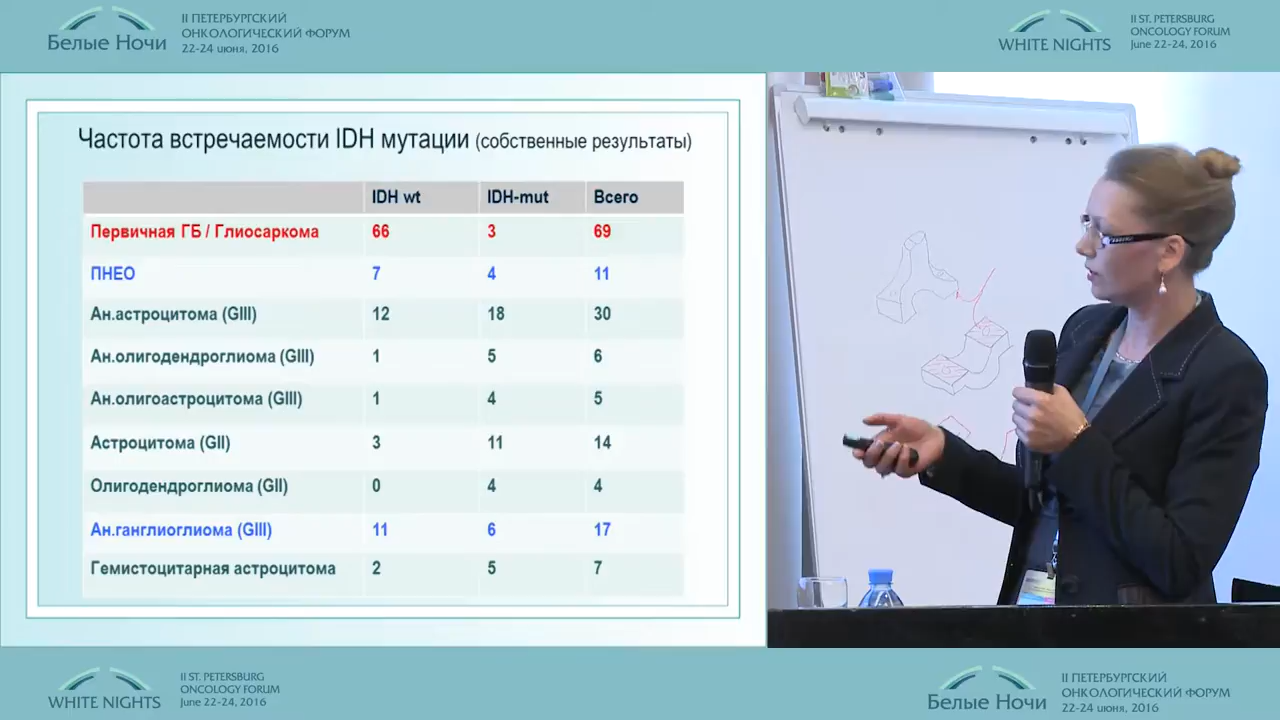 Белые Ночи
II ПЕТЕРБУРГСКИЙ
ОНКОЛОГИЧЕСКИЙ ФОРУМ
22-24 июня, 2016
WHITE NIGHTS
II ST. PETERSBURG
ONCOLOGY FORUM
June 22-24, 2016
Частота встречаемости IDH мутации (собственные результаты)
IDH wt IDH-mut Всего
Первичная ГБ / Глиосаркома 66 3 69
ПНЕО 7 4 11
Ан.астроцитома (GIII) 12 18 30
Ан.олигодендроглиома (GIII) 1 5 6
Ан.олигоастроцитома (GIII) 1 4 5
Астроцитома (GII) 3 11 14
Олигодендроглиома (GII) 0 4 4
Ан.ганглиоглиома (GIII) 11 6 17
Гемистоцитарная астроцитома 2 5 7
WHITE NIGHTS
II ST. PETERSBURG
ONCOLOGY FORUM
June 22-24, 2016
Белые Ночи
II ПЕТЕРБУРГСКИЙ
ОНКОЛОГИЧЕСКИЙ ФОРУМ
22-24 июня, 2016